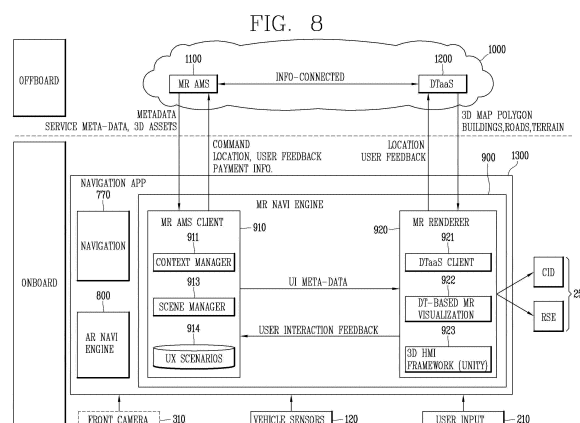 FIG. 8
OFFBOARD
1000
1100
MR AMS
INFO-CONNECTED
1200
DTaaS
METADATA
SERVICE META-DATA, 3D ASSETS
COMMAND
LOCATION, USER FEEDBACK
PAYMENT INFO.
LOCATION
USER FEEDBACK
3D MAP POLYGON
BUILDINGS,ROADS,TERRAIN
ONBOARD
900
1300
NAVIGATION APP
770
NAVIGATION
800
AR NAVI
ENGINE
MR NAVI ENGINE
MR AMS CLIENT
910
911
CONTEXT MANAGER
913
SCENE MANAGER
914
UX SCENARIOS
UI META-DATA
USER INTERACTION FEEDBACK
920
MR RENDERER
921
DTaaS CLIENT
922
DT-BASED MR
VISUALIZATION
923
3D HMI
FRAMEWORK (UNITY)
CID
RSE
FRONT CAMERA
310
VEHICLE SENSORS
120
USER INPUT
210